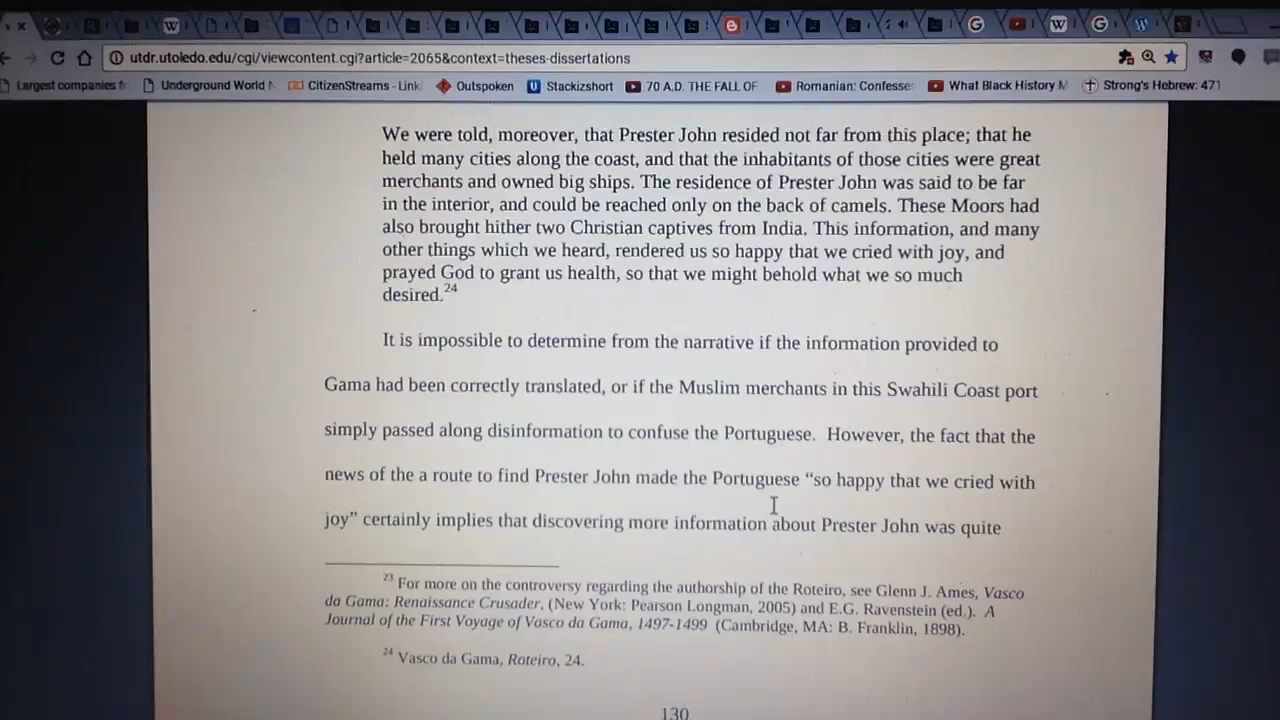 utdr.utoledo.edu/cgi/viewcontent.cgi?article=2065&context=theses-dissertations
Largest companies Underground World CitizenStreams - Link Outspoken Stackizshort 70 A.D. THE FALL OF Romanian: Confesse What Black History M Strong's Hebrew: 471
We were told, moreover, that Prester John resided not far from this place; that he
held many cities along the coast, and that the inhabitants of those cities were great
merchants and owned big ships. The residence of Prester John was said to be far
in the interior, and could be reached only on the back of camels. These Moors had
also brought hither two Christian captives from India. This information, and many
other things which we heard, rendered us so happy that we cried with joy, and
prayed God to grant us health, so that we might behold what we so much
desired.24
It is impossible to determine from the narrative if the information provided to
Gama had been correctly translated, or if the Muslim merchants in this Swahili Coast port
simply passed along disinformation to confuse the Portuguese. However, the fact that the
news of the a route to find Prester John made the Portuguese “so happy that we cried with
joy” certainly implies that discovering more information about Prester John was quite
23 For more on the controversy regarding the authorship of the Roteiro, see Glenn J. Ames, Vasco
da Gama: Renaissance Crusader, (New York: Pearson Longman, 2005) and E.G. Ravenstein (ed.). A
Journal of the First Voyage of Vasco da Gama, 1497-1499 (Cambridge, MA: B. Franklin, 1898).
24 Vasco da Gama, Roteiro, 24.
130